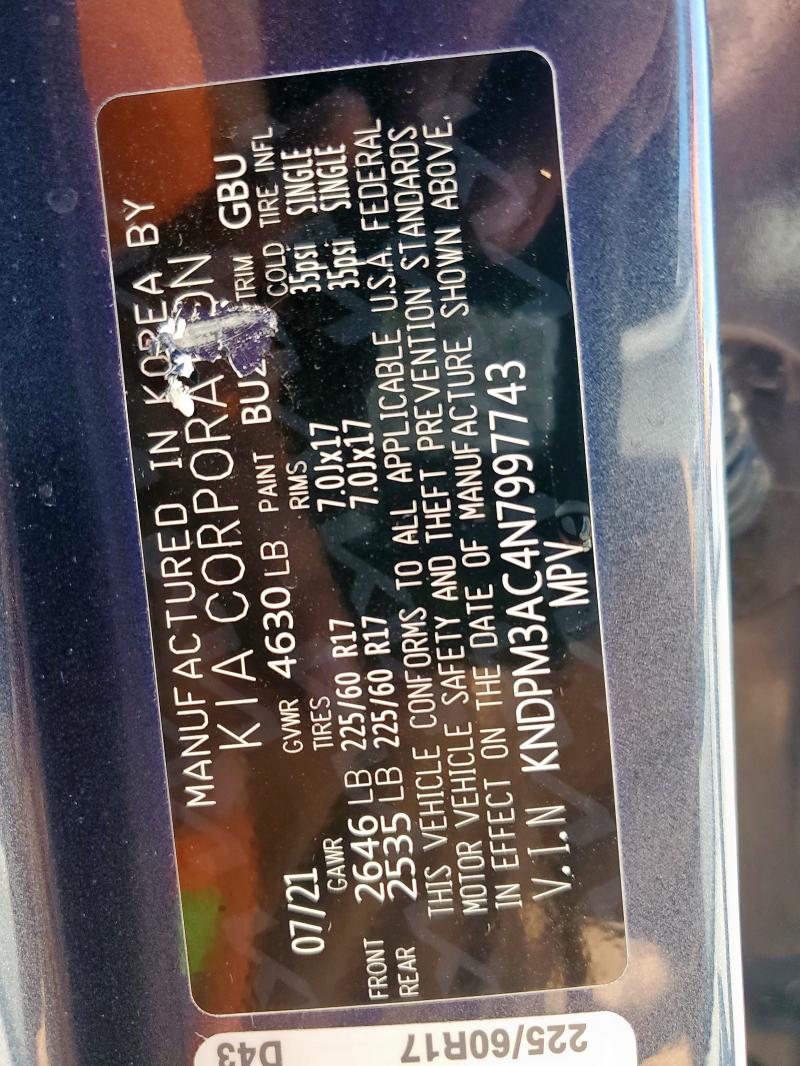 MANUFACTURED IN KOREA BY
KIA CORPORATION
07/21 GVWR 4630 LB PAINT TRIM GBU
GAWR TIRES RIMS COLD TIRE INFL
FRONT 2646 LB 225/60 R17 7.0Jx17 35psi SINGLE
REAR 2535 LB 225/60 R17 7.0Jx17 35psi SINGLE
THIS VEHICLE CONFORMS TO ALL APPLICABLE U.S.A. FEDERAL
MOTOR VEHICLE SAFETY AND THEFT PREVENTION STANDARDS
IN EFFECT ON THE DATE OF MANUFACTURE SHOWN ABOVE.
V.I.N KNDPM3AC4N7997743
MPV
225/60R17
D43